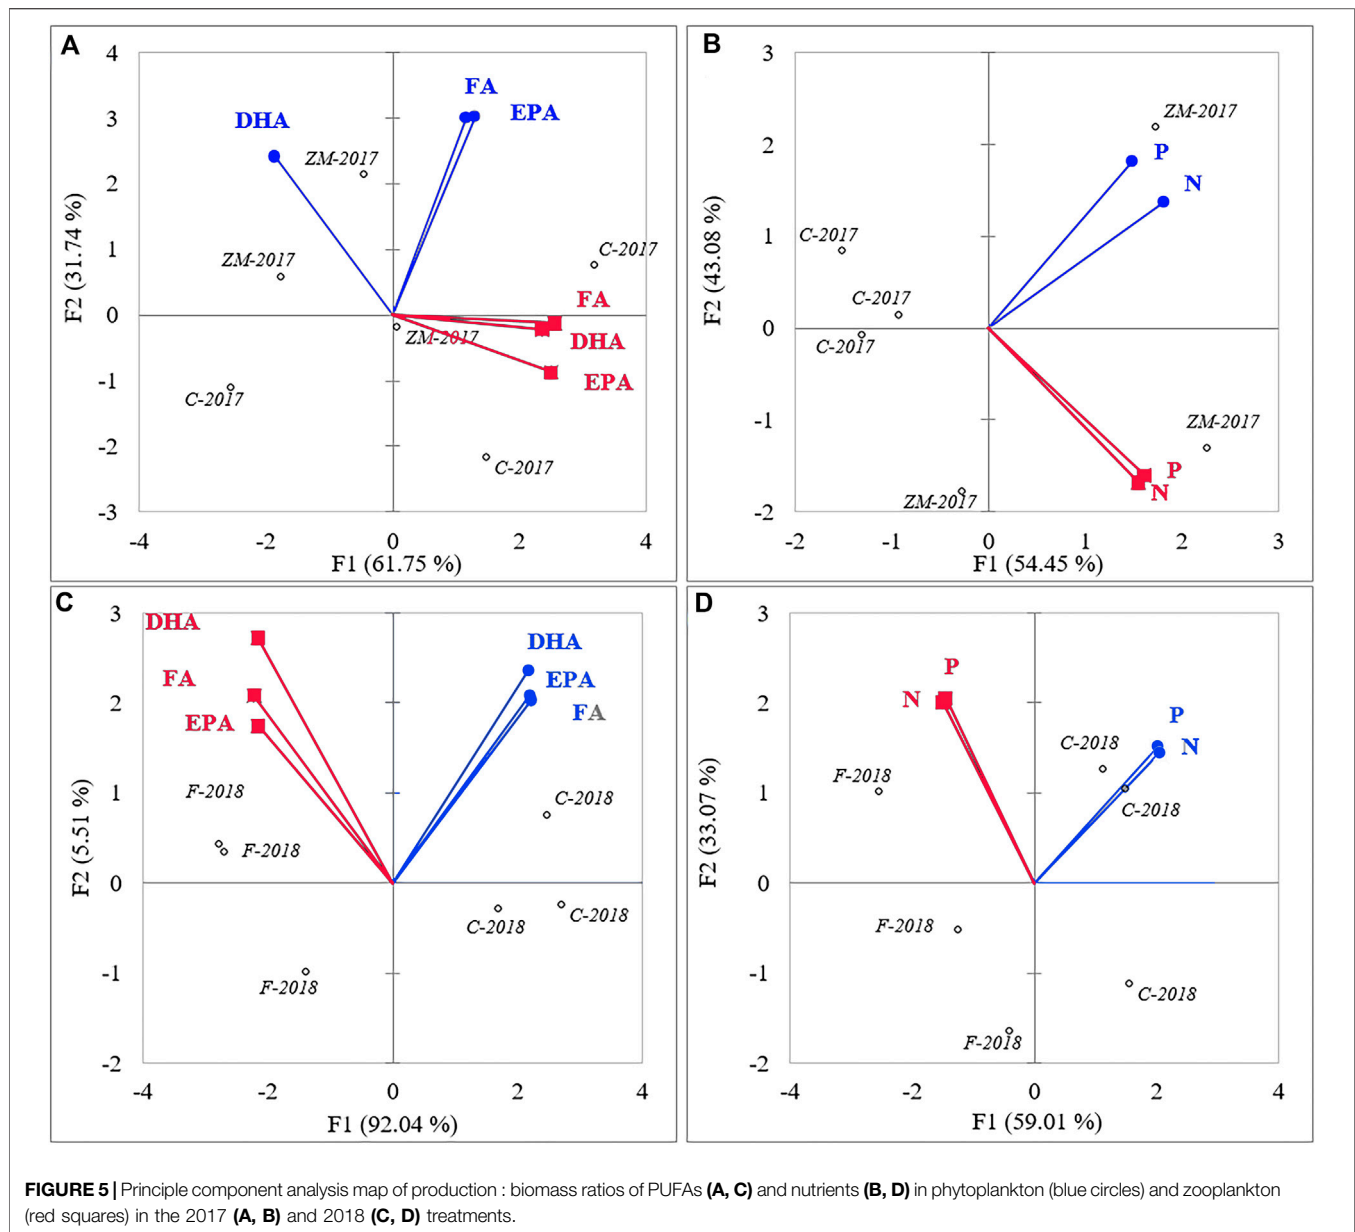 A
4
3
2
1
0
-1
-2
-3
F2 (31.74 %)
FA
EPA
DHA
ZM-2017
ZM-2017
C-2017
FA
DHA
EPA
ZM-2017
C-2017
C-2017
-4 -2 0 2 4
F1 (61.75 %)
B
3
2
1
0
-1
-2
F2 (43.08 %)
ZM-2017
P
N
C-2017
C-2017
C-2017
ZM-2017
P
N
ZM-2017
-2 -1 0 1 2 3
F1 (54.45 %)
C
3
2
1
0
-1
-2
F2 (5.51 %)
DHA
FA
EPA
DHA
EPA
FA
F-2018
F-2018
C-2018
C-2018
C-2018
F-2018
-4 -2 0 2 4
F1 (92.04 %)
D
3
2
1
0
-1
-2
F2 (33.07 %)
P
N
P
N
C-2018
F-2018
C-2018
F-2018
C-2018
F-2018
-4 -2 0 2 4
F1 (59.01 %)
FIGURE 5 | Principle component analysis map of production : biomass ratios of PUFAs (A, C) and nutrients (B, D) in phytoplankton (blue circles) and zooplankton
(red squares) in the 2017 (A, B) and 2018 (C, D) treatments.